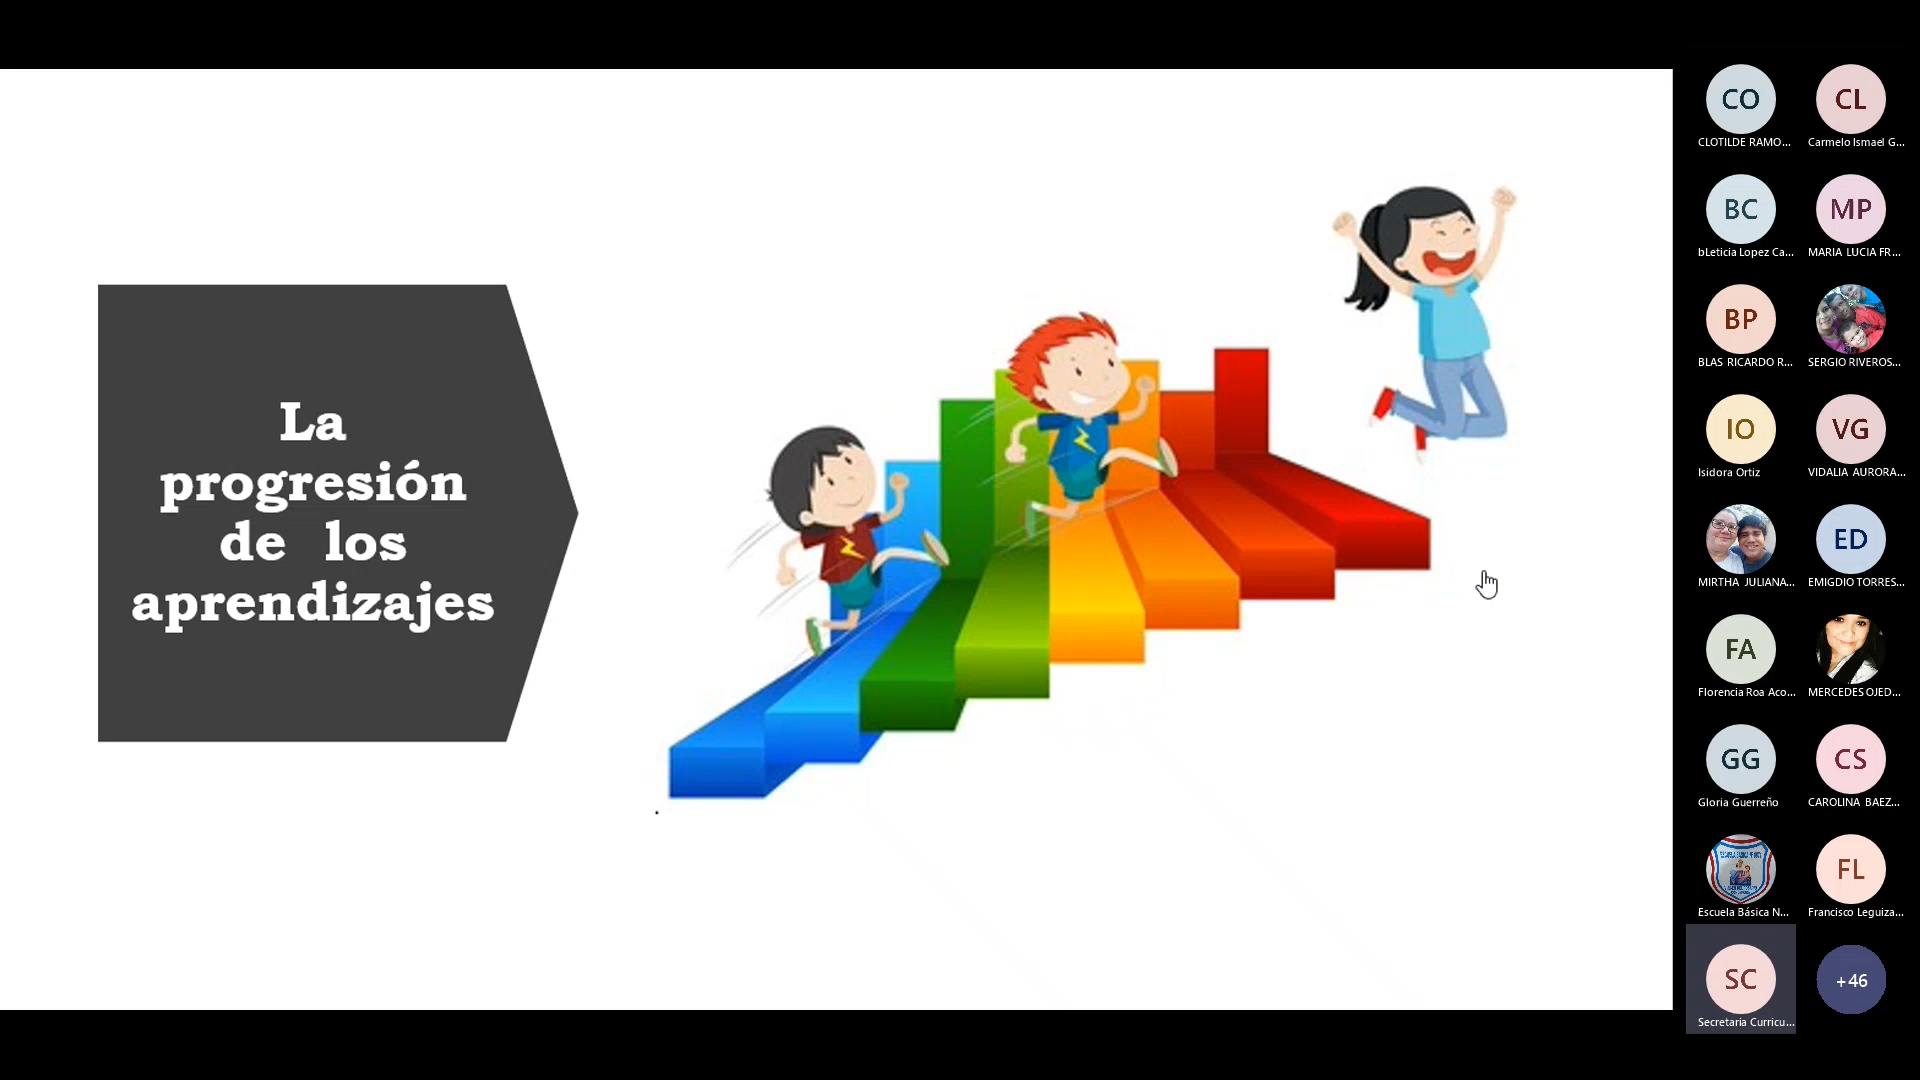 La
progresión
de los
aprendizajes
CO
CLOTILDE RAMO...
CL
Carmelo Ismael G...
BC
bLeticia Lopez Ca...
MP
MARIA LUCIA FR...
BP
BLAS RICARDO R...
SERGIO RIVEROS...
IO
Isidora Ortiz
VG
VIDALIA AURORA...
MIRTHA JULIANA...
ED
EMIGDIO TORRES...
FA
Florencia Roa Aco...
MERCEDES OJED...
GG
Gloria Guerreño
CS
CAROLINA BAEZ...
Escuela Básica N...
FL
Francisco Leguiza...
SC
Secretaria Curricu...
+46